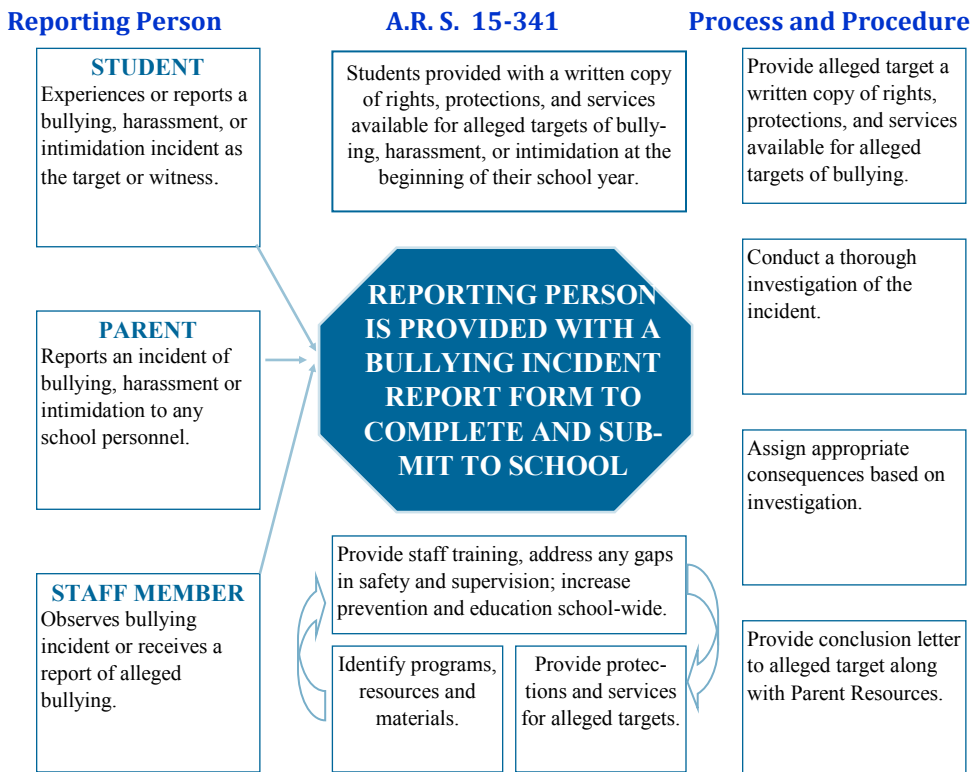 Reporting Person
STUDENT
Experiences or reports a
bullying, harassment, or
intimidation incident as
the target or witness.
PARENT
Reports an incident of
bullying, harassment or
intimidation to any
school personnel.
STAFF MEMBER
Observes bullying
incident or receives a
report of alleged
bullying.
A.R. S. 15-341
Students provided with a written copy
of rights, protections, and services
available for alleged targets of bully-
ing, harassment, or intimidation at the
beginning of their school year.
REPORTING PERSON
IS PROVIDED WITH A
BULLYING INCIDENT
REPORT FORM TO
COMPLETE AND SUB-
MIT TO SCHOOL
Provide staff training, address any gaps
in safety and supervision; increase
prevention and education school-wide.
Identify programs,
resources and
materials.
Provide protec-
tions and services
for alleged targets.
Process and Procedure
Provide alleged target a
written copy of rights,
protections, and services
available for alleged
targets of bullying.
Conduct a thorough
investigation of the
incident.
Assign appropriate
consequences based on
investigation.
Provide conclusion letter
to alleged target along
with Parent Resources.